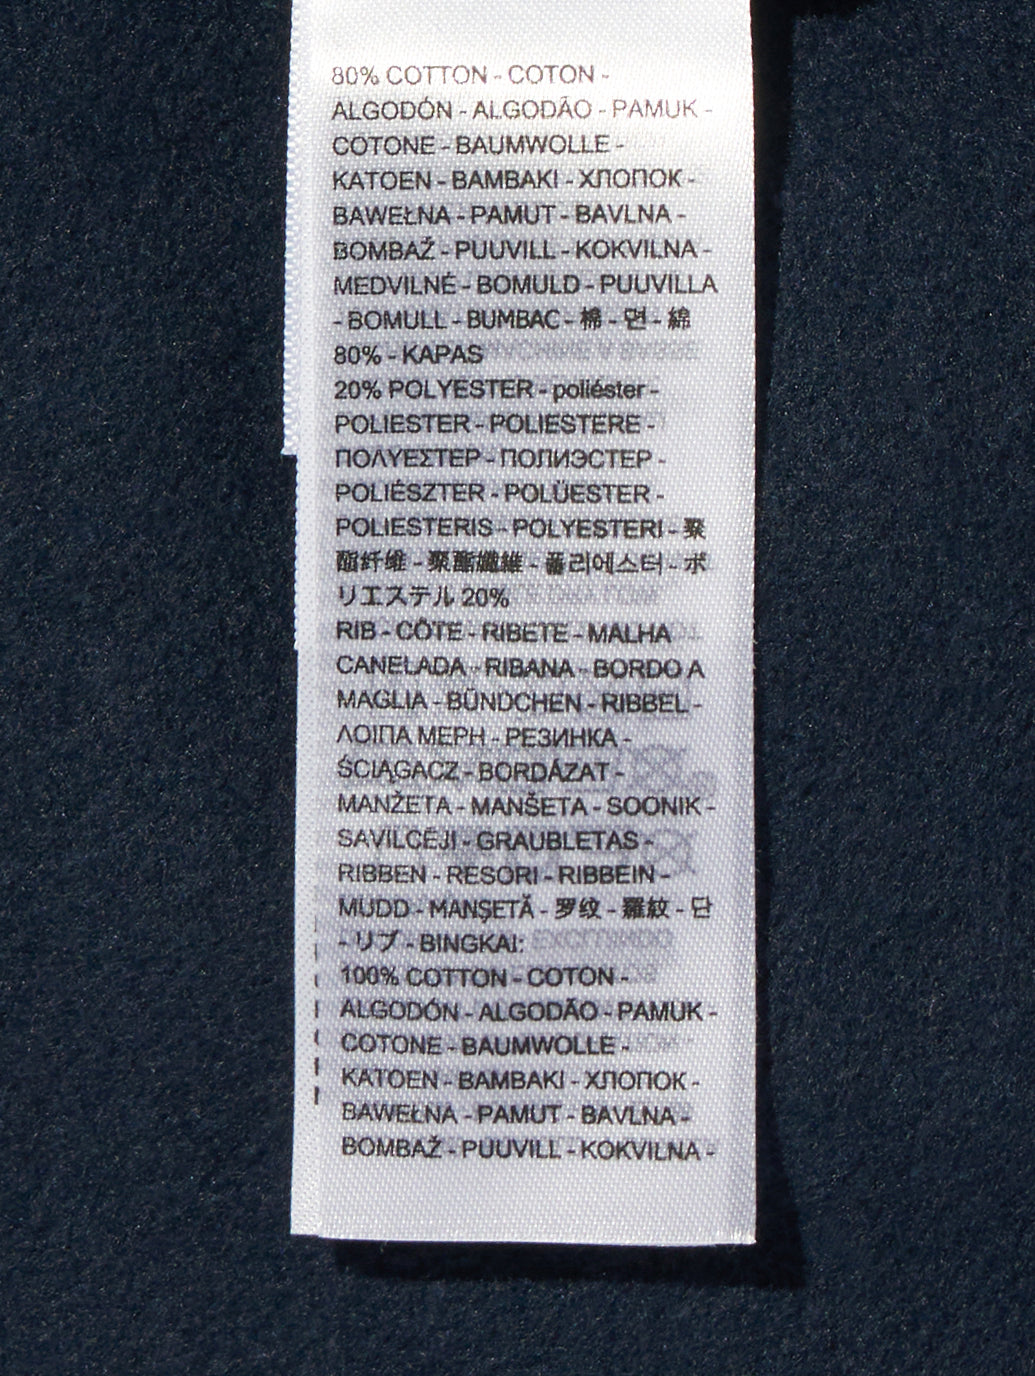 80% COTTON - COTON -
ALGODÓN - ALGODÃO - PAMUK -
COTONE - BAUMWOLLE -
KATOEN - BAMBAKI - ХЛОПОК -
BAWEŁNA - PAMUT - BAVLNA -
BOMBAŽ - PUUVILL - KOKVILNA -
MEDVILNÉ - BOMULD - PUUVILLA
- BOMULL - BUMBAC - 棉 - 면 - 綿
80% - KAPAS
20% POLYESTER - poliéster -
POLIESTER - POLIESTERE -
ΠΟΛΥΕΣΤΕΡ - ПОЛИЭСТЕР -
POLIÉSZTER - POLÜESTER -
POLIESTERIS - POLYESTERI - 聚
酯纤维 - 聚酯纖維 - 폴리에스터 - ポ
リエステル 20%
RIB - CÔTE - RIBETE - MALHA
CANELADA - RIBANA - BORDO A
MAGLIA - BÜNDCHEN - RIBBEL -
ΛΟΙΠΑ ΜΕΡΗ - РЕЗИНКА -
ŚCIĄGACZ - BORDÁZAT -
MANŽETA - MANŠETA - SOONIK -
SAVILCĒJI - GRAUBLETAS -
RIBBEN - RESORI - RIBBEIN -
MUDD - MANŞETĂ - 罗纹 - 羅紋 - 단
- リブ - BINGKAI:
100% COTTON - COTON -
ALGODÓN - ALGODÃO - PAMUK -
COTONE - BAUMWOLLE -
KATOEN - BAMBAKI - ХЛОПОК -
BAWEŁNA - PAMUT - BAVLNA -
BOMBAŽ - PUUVILL - KOKVILNA -